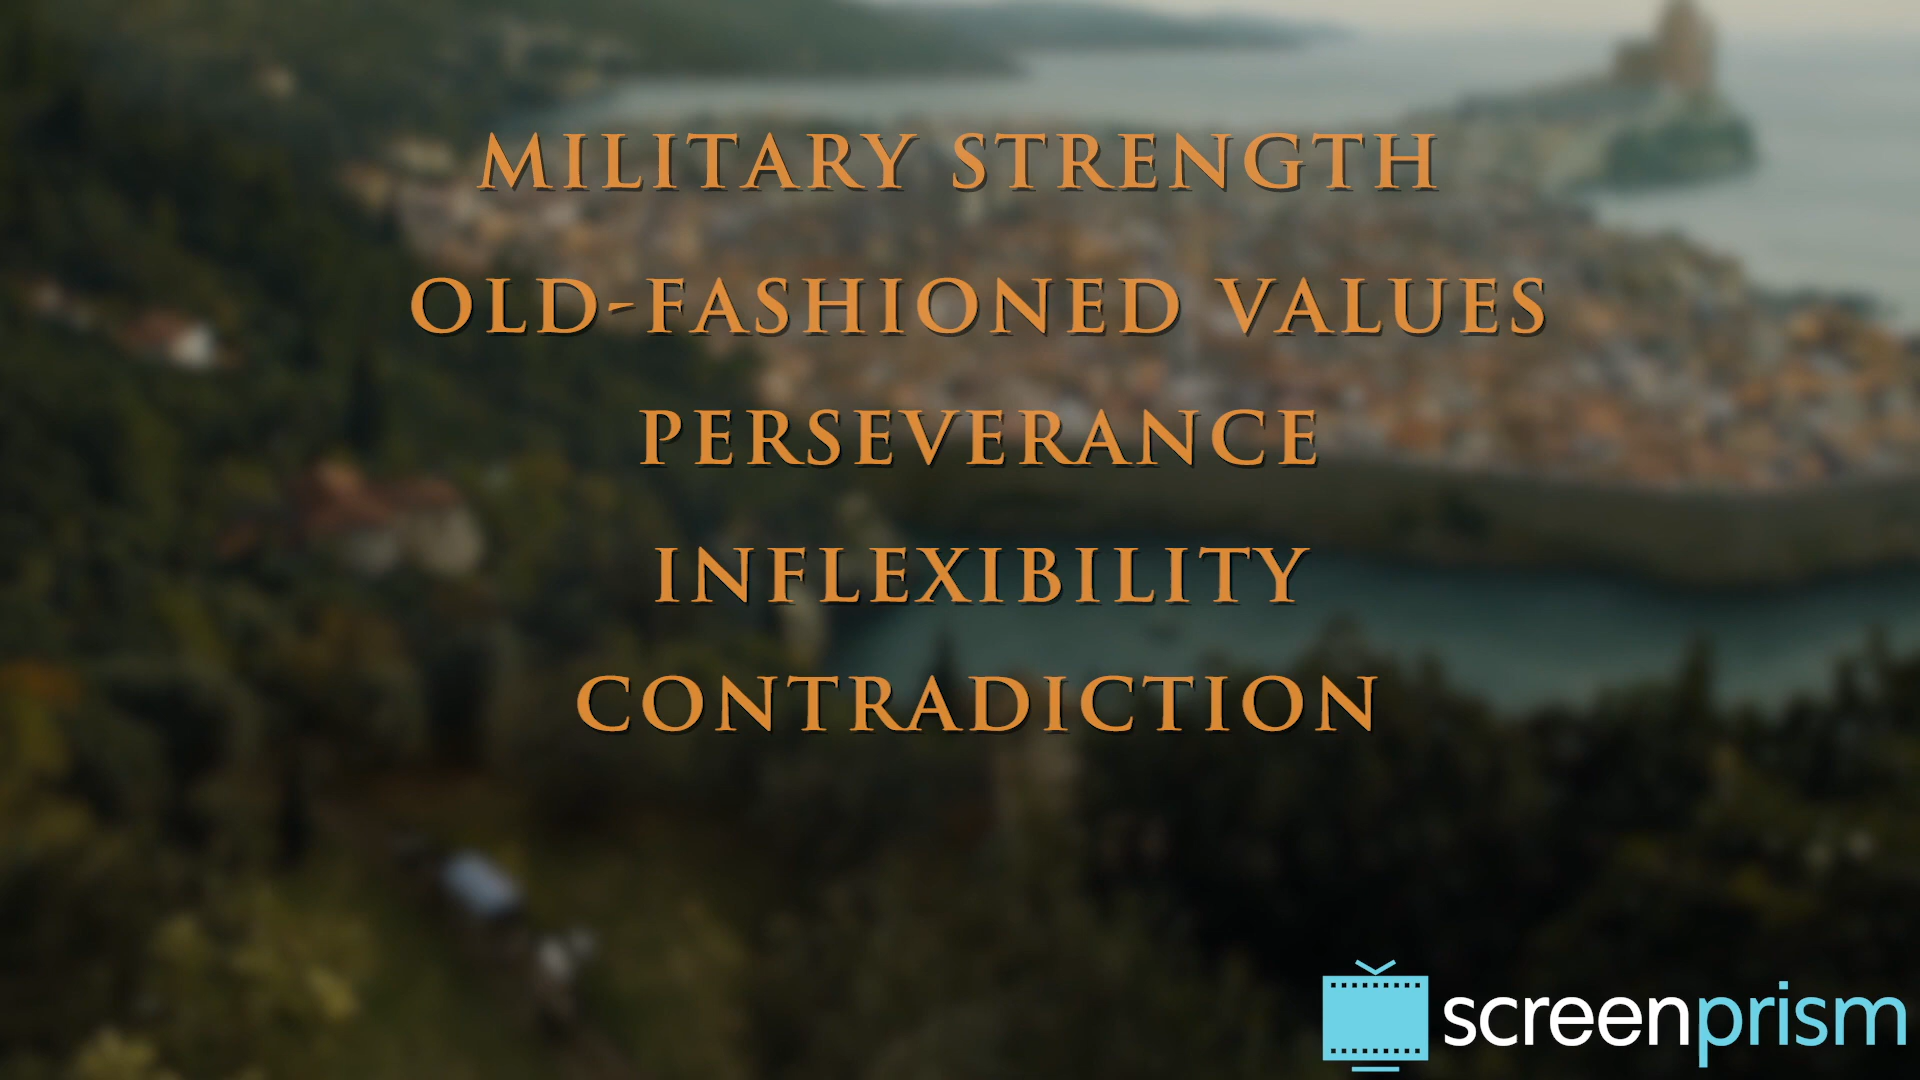 MILITARY STRENGTH
OLD-FASHIONED VALUES
PERSEVERANCE
INFLEXIBILITY
CONTRADICTION
screenprism